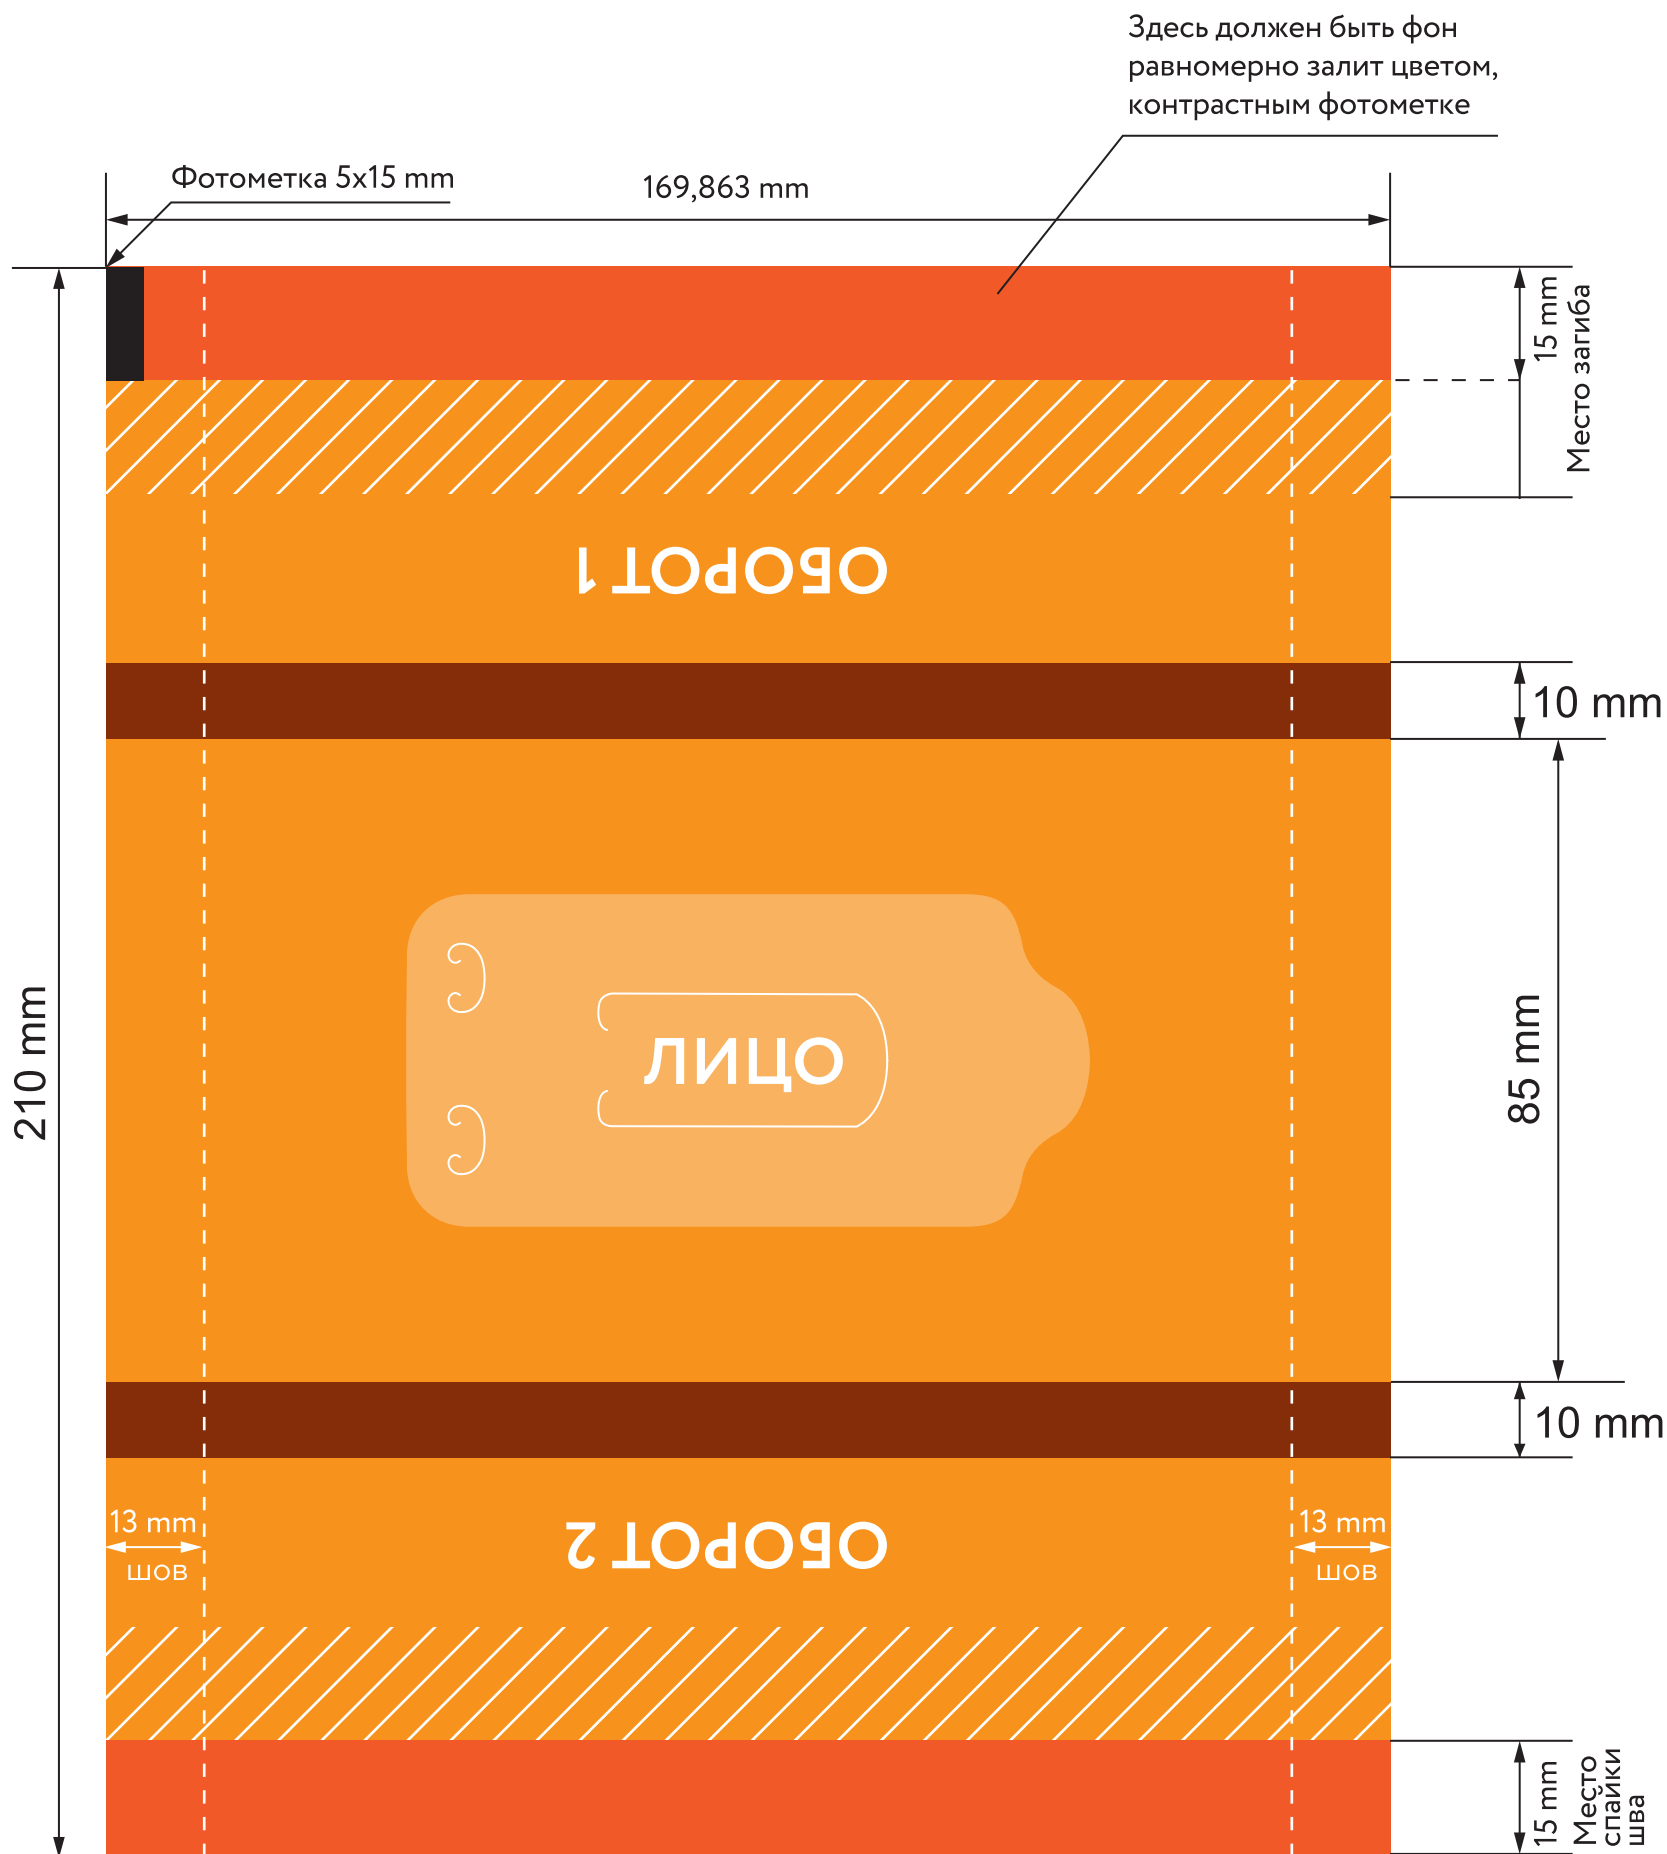 Здесь должен быть фон
равномерно залит цветом,
контрастным фотометке
Фотометка 5x15 mm
169,863 mm
15 mm
Место загиба
ОБОРОТ 1
10 mm
210 mm
85 mm
ЛИЦО
10 mm
13 mm
шов
ОБОРОТ 2
13 mm
шов
15 mm
Место
спайки
шва